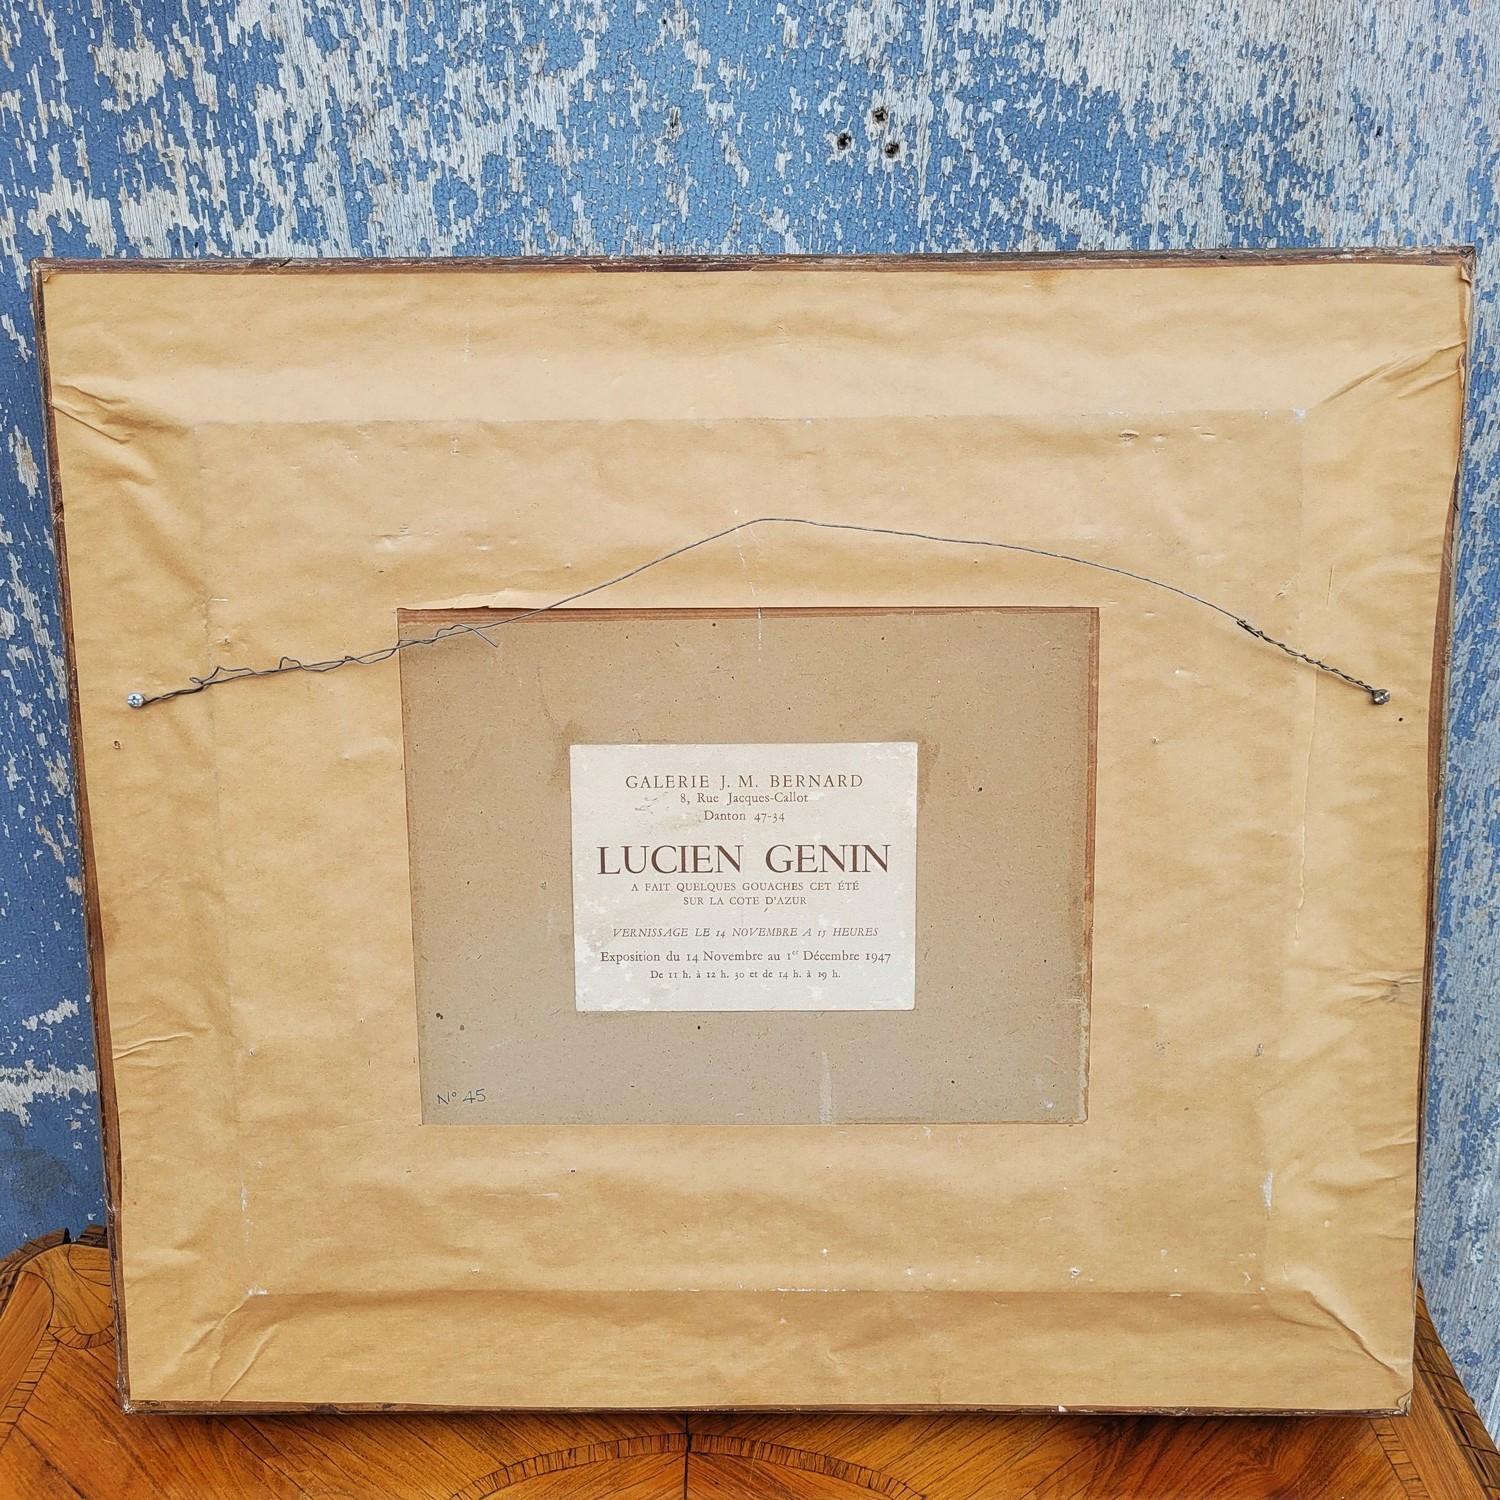 GALERIE J. M. BERNARD
8, Rue Jacques-Callot
Danton 47-34
LUCIEN GENIN
A FAIT QUELQUES GOUACHES CET ÉTÉ
SUR LA COTE D'AZUR
VERNISSAGE LE 14 NOVEMBRE A 15 HEURES
Exposition du 14 Novembre au 1er Décembre 1947
De 11 h. à 12 h. 30 et de 14 h. à 19 h.
N° 45